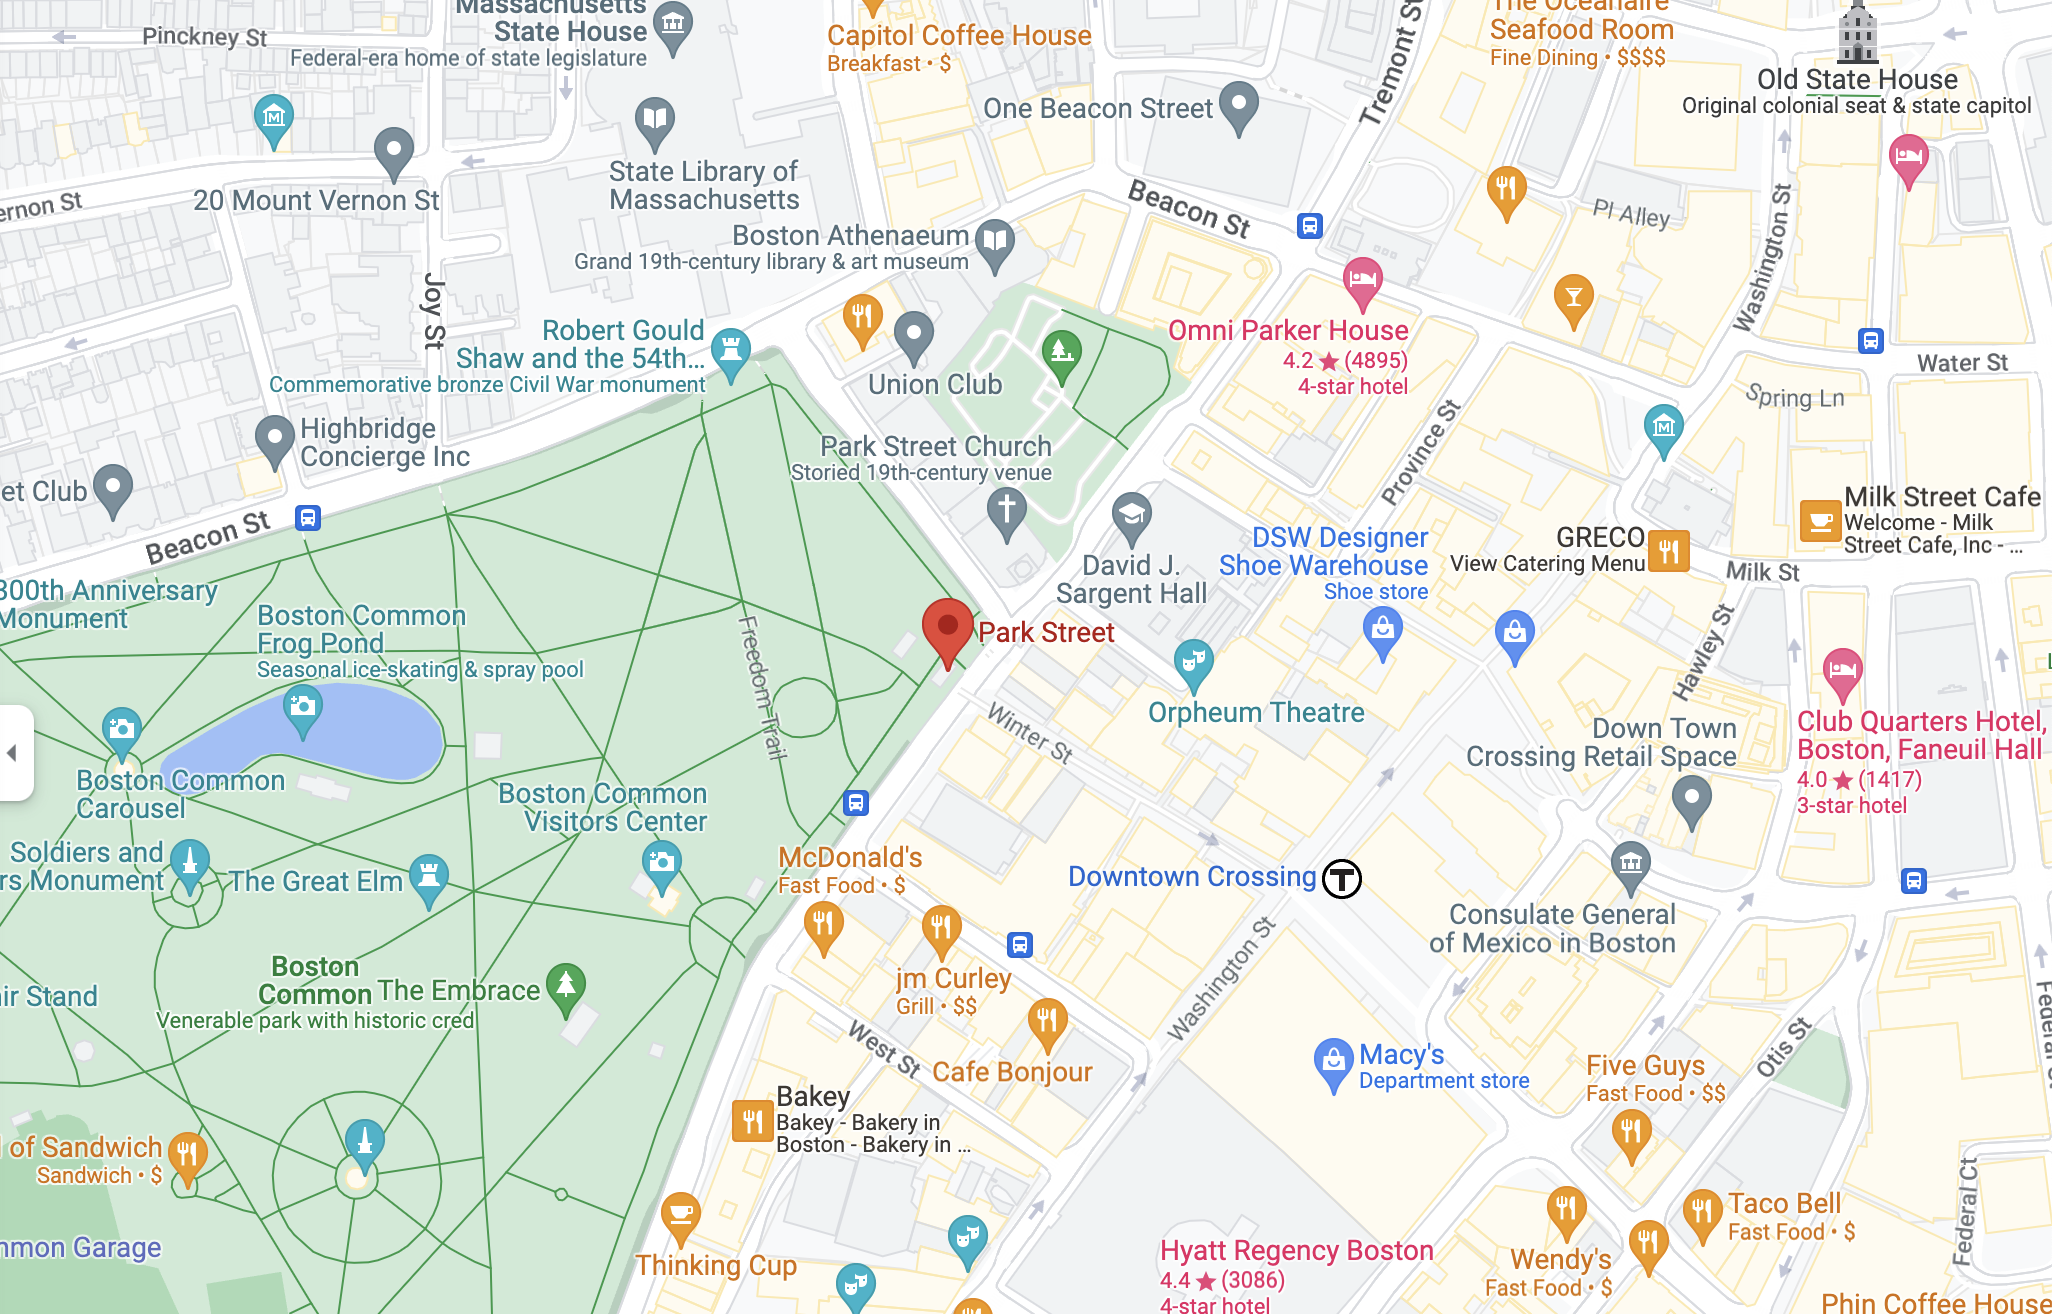 Massachusetts
State House
Federal-era home of state legislature
Pinckney St
Capitol Coffee House
Breakfast • $
Tremont St
The Oceanaire
Seafood Room
Fine Dining • $$$$
Old State House
Original colonial seat & state capitol
One Beacon Street
State Library of
Massachusetts
20 Mount Vernon St
ernon St
Beacon St
Pl Alley
Washington St
Boston Athenaeum
Grand 19th-century library & art museum
Joy St
Robert Gould
Shaw and the 54th...
Commemorative bronze Civil War monument
Union Club
Omni Parker House
4.2 ★ (4895)
4-star hotel
Water St
Spring Ln
Province St
Highbridge
Concierge Inc
et Club
Park Street Church
Storied 19th-century venue
Beacon St
David J.
Sargent Hall
DSW Designer
Shoe Warehouse
Shoe store
GRECO
View Catering Menu
Milk Street Cafe
Welcome - Milk
Street Cafe, Inc - ...
Milk St
Hawley St
300th Anniversary
Monument
Boston Common
Frog Pond
Seasonal ice-skating & spray pool
Freedom Trail
Park Street
Orpheum Theatre
Winter St
Down Town
Crossing Retail Space
Club Quarters Hotel,
Boston, Faneuil Hall
4.0 ★ (1417)
3-star hotel
Boston Common
Carousel
Boston Common
Visitors Center
Soldiers and
rs Monument
The Great Elm
McDonald's
Fast Food • $
Downtown Crossing
T
Washington St
Consulate General
of Mexico in Boston
Boston
Common
Venerable park with historic cred
The Embrace
ir Stand
jm Curley
Grill • $$
Cafe Bonjour
West St
Macy's
Department store
Five Guys
Fast Food • $$
Otis St
Federal St
Bakey
Bakey - Bakery in
Boston - Bakery in ...
l of Sandwich
Sandwich • $
Thinking Cup
mmon Garage
Hyatt Regency Boston
4.4 ★ (3086)
4-star hotel
Wendy's
Fast Food • $
Taco Bell
Fast Food • $
Federal Ct
Phin Coffee House